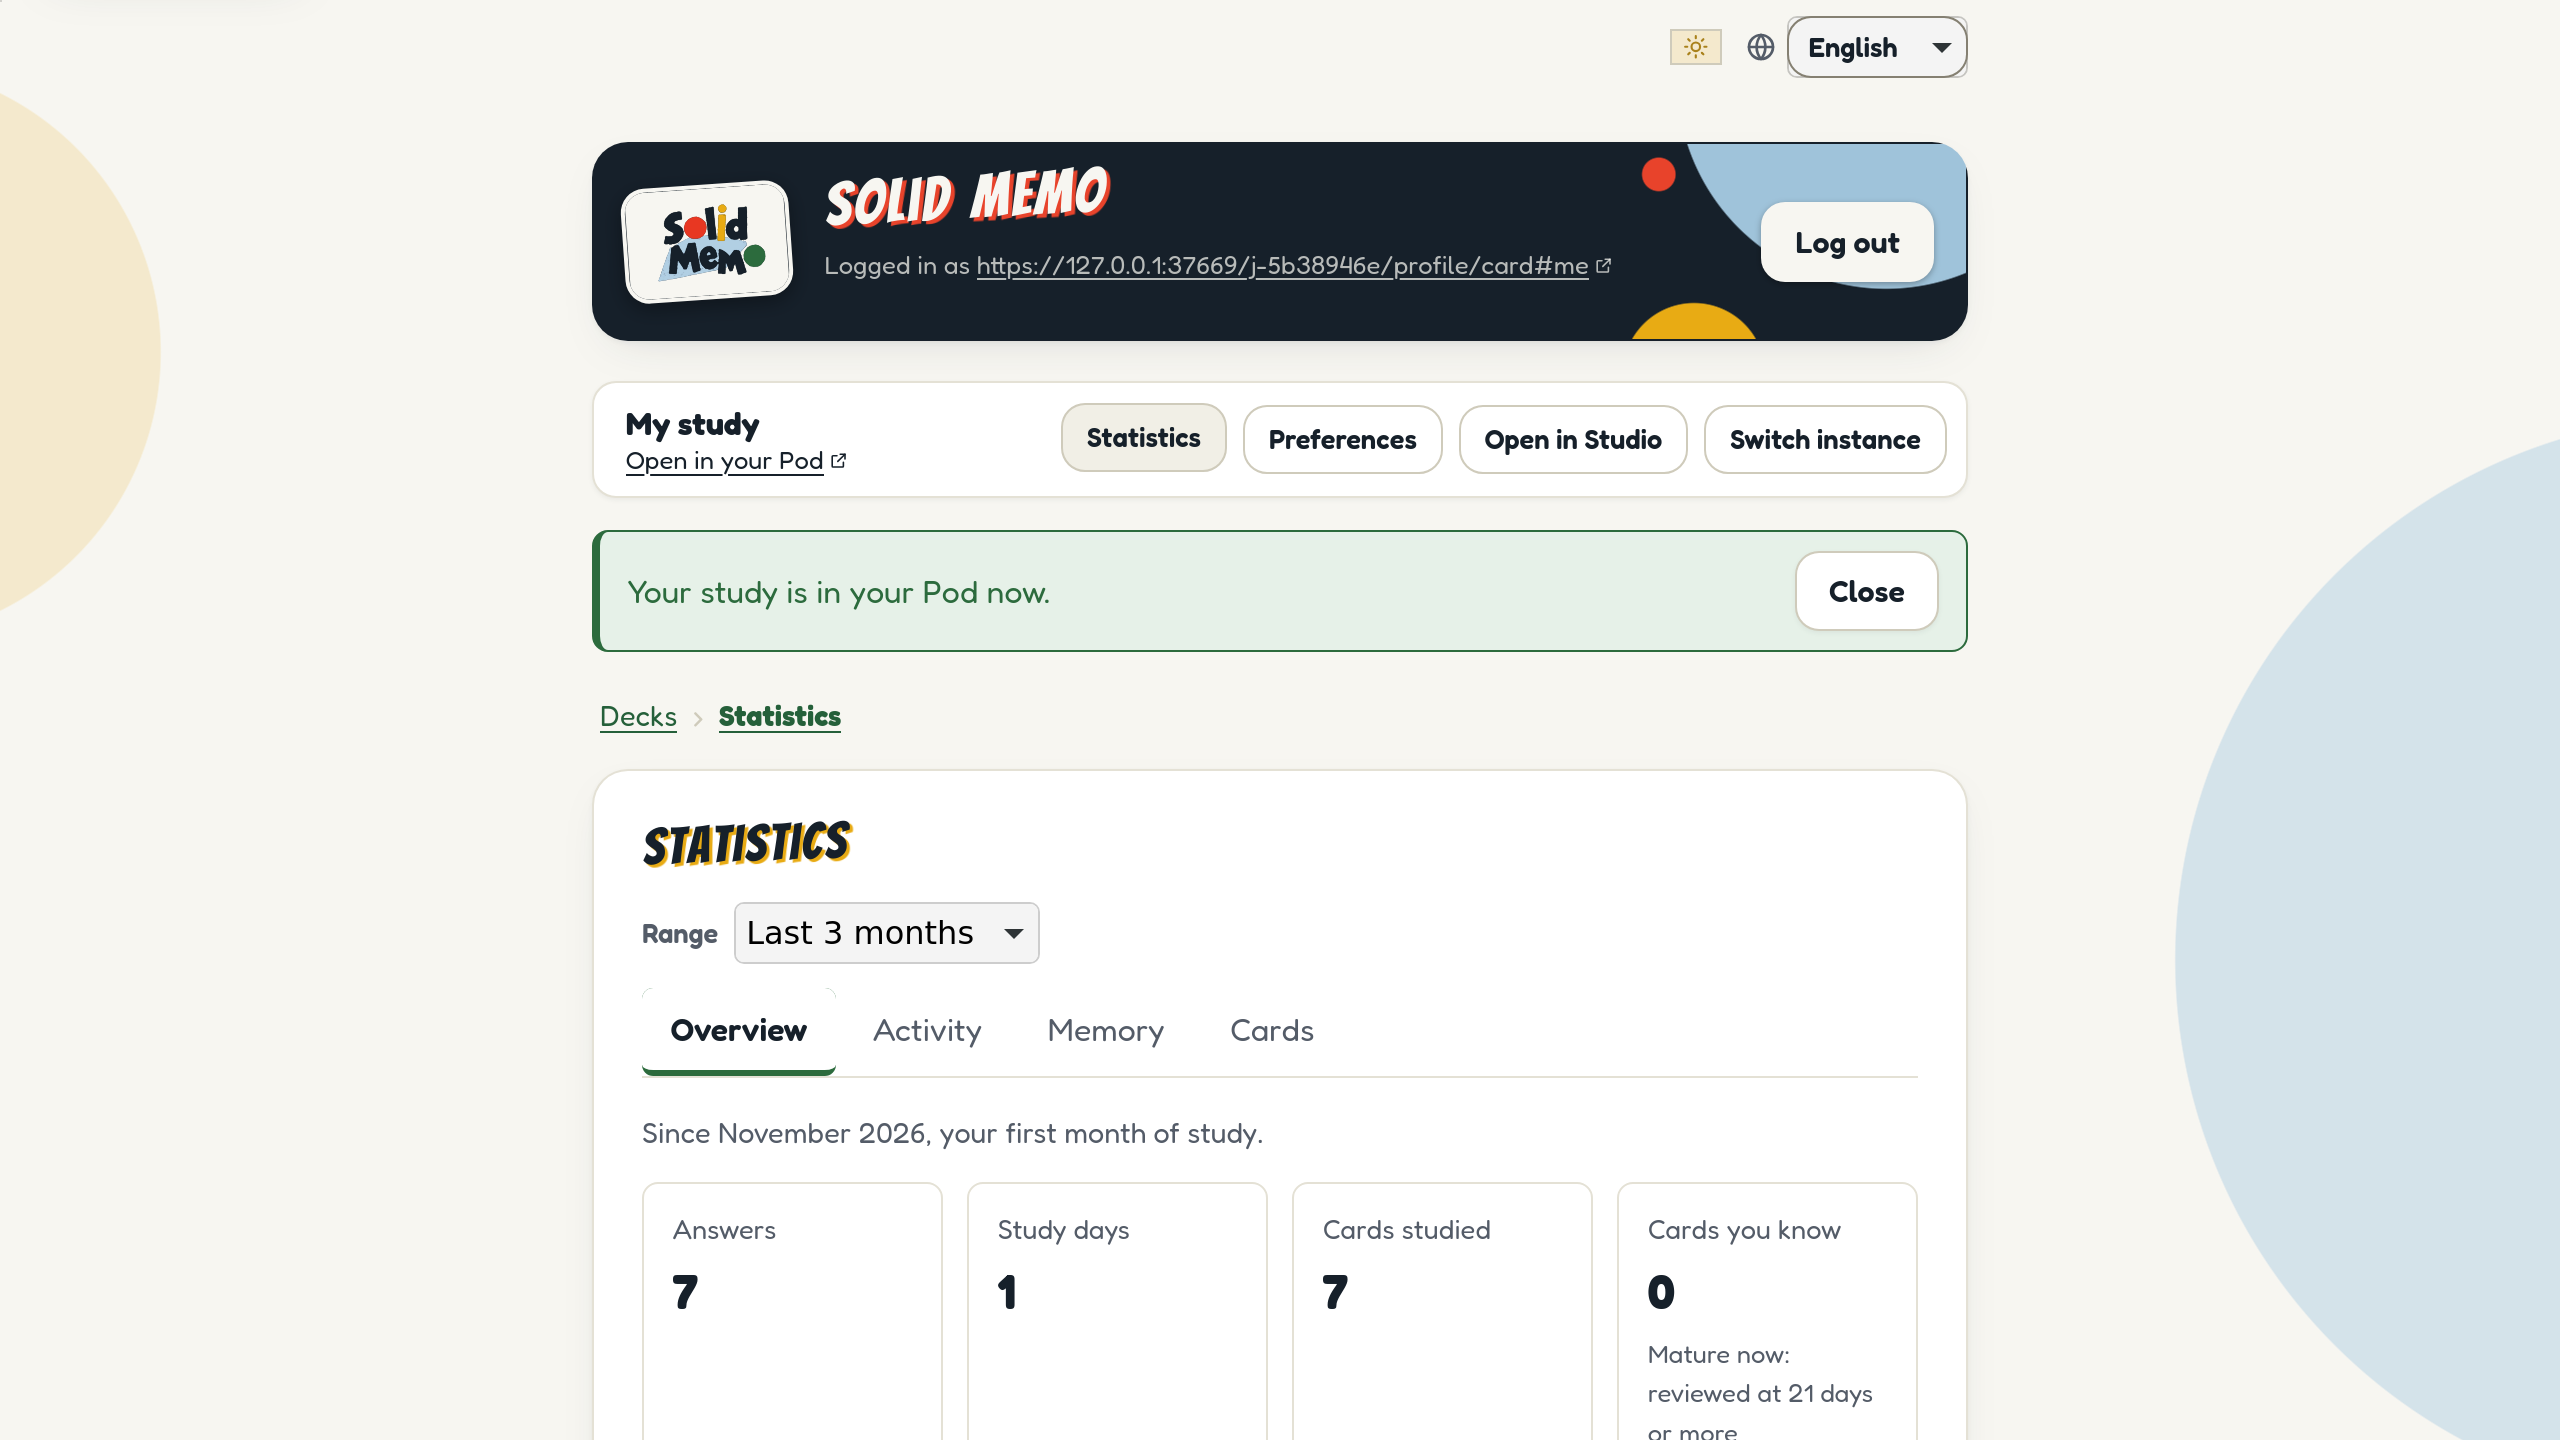 English
Solid
Memo
SOLID MEMO
Logged in as https://127.0.0.1:37669/j-5b38946e/profile/card#me
Log out
My study
Open in your Pod
Statistics
Preferences
Open in Studio
Switch instance
Your study is in your Pod now.
Close
Decks
Statistics
STATISTICS
Range
Last 3 months
Overview
Activity
Memory
Cards
Since November 2026, your first month of study.
Answers
7
Study days
1
Cards studied
7
Cards you know
0
Mature now:
reviewed at 21 days
or more